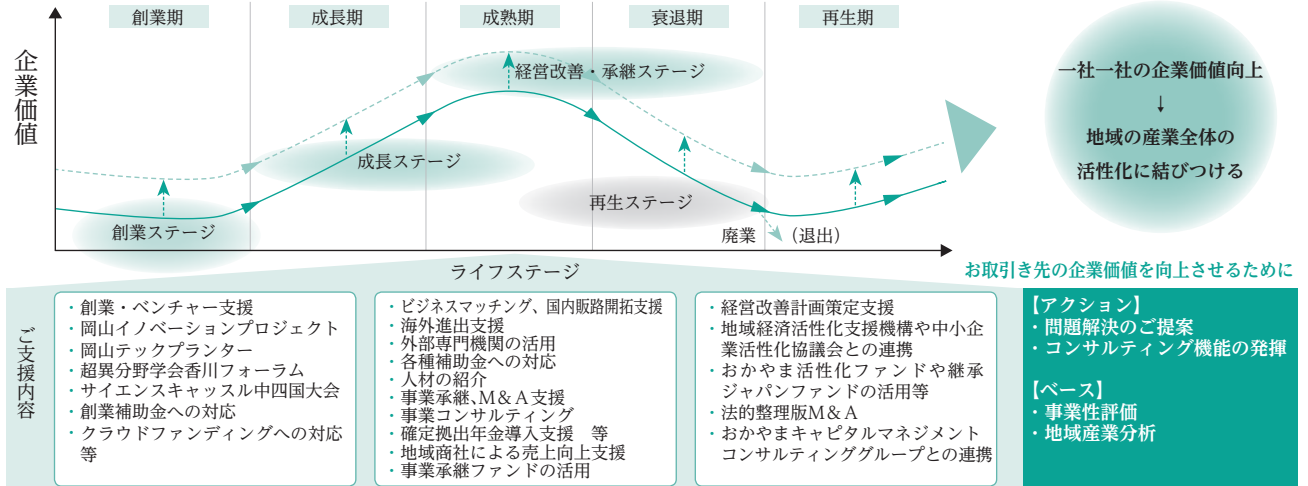 創業期
成長期
成熟期
衰退期
再生期
企業価値
経営改善・承継ステージ
成長ステージ
再生ステージ
創業ステージ
廃業
（退出）
ライフステージ
一社一社の企業価値向上
↓
地域の産業全体の
活性化に結びつける
お取引き先の企業価値を向上させるために
ご支援内容
・創業・ベンチャー支援
・岡山イノベーションプロジェクト
・岡山テックプランター
・超異分野学会香川フォーラム
・サイエンスキャッスル中四国大会
・創業補助金への対応
・クラウドファンディングへの対応
等
・ビジネスマッチング、国内販路開拓支援
・海外進出支援
・外部専門機関の活用
・各種補助金への対応
・人材の紹介
・事業承継、M＆A支援
・事業コンサルティング
・確定拠出年金導入支援　等
・地域商社による売上向上支援
・事業承継ファンドの活用
・経営改善計画策定支援
・地域経済活性化支援機構や中小企
業活性化協議会との連携
・おかやま活性化ファンドや継承
ジャパンファンドの活用等
・法的整理版M＆A
・おかやまキャピタルマネジメント
コンサルティンググループとの連携
【アクション】
・問題解決のご提案
・コンサルティング機能の発揮
【ベース】
・事業性評価
・地域産業分析